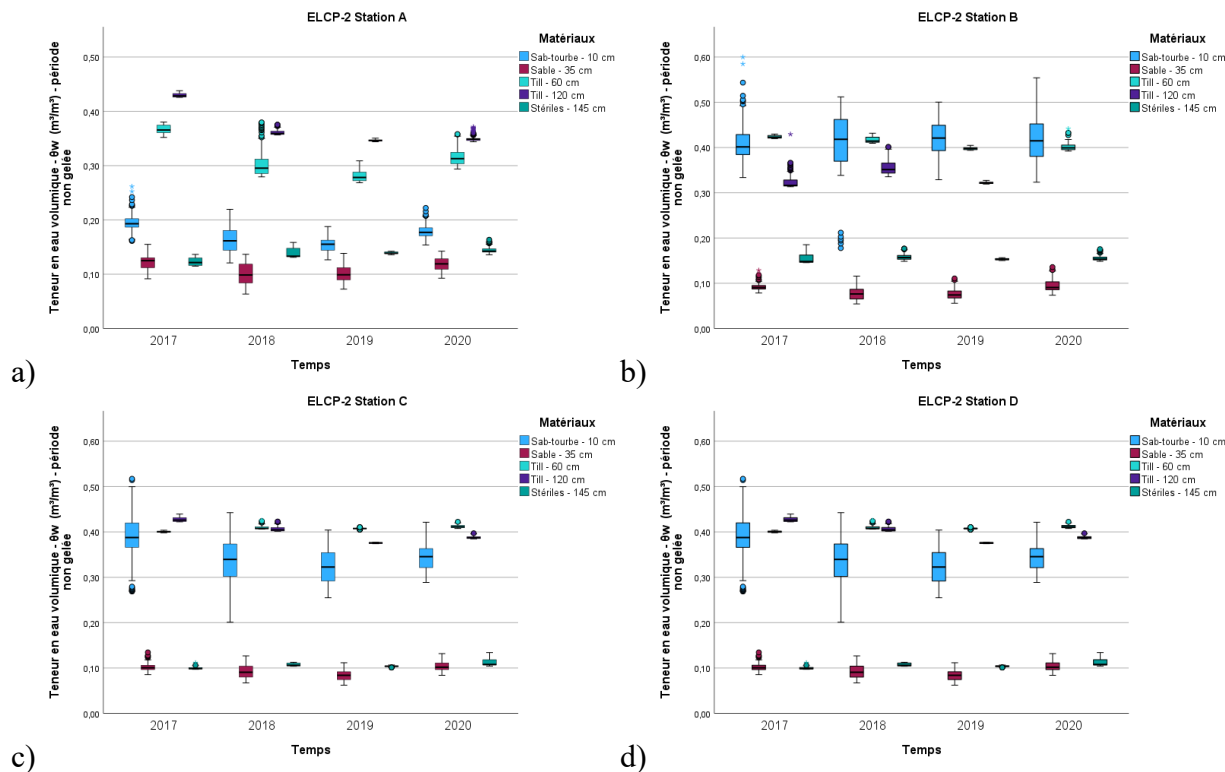 ELCP-2 Station A
Teneur en eau volumique - θw (m³/m³) - période
non gelée
0,50
0,40
0,30
0,20
0,10
0,00
2017 2018 2019 2020
Temps
Matériaux
Sab-tourbe - 10 cm
Sable - 35 cm
Till - 60 cm
Till - 120 cm
Stériles - 145 cm
a)
ELCP-2 Station B
Teneur en eau volumique - θw (m³/m³) - période
non gelée
0,60
0,50
0,40
0,30
0,20
0,10
0,00
2017 2018 2019 2020
Temps
Matériaux
Sab-tourbe - 10 cm
Sable - 35 cm
Till - 60 cm
Till - 120 cm
Stériles - 145 cm
b)
ELCP-2 Station C
Teneur en eau volumique - θw (m³/m³) - période
non gelée
0,60
0,50
0,40
0,30
0,20
0,10
0,00
2017 2018 2019 2020
Temps
Matériaux
Sab-tourbe - 10 cm
Sable - 35 cm
Till - 60 cm
Till - 120 cm
Stériles - 145 cm
c)
ELCP-2 Station D
Teneur en eau volumique - θw (m³/m³) - période
non gelée
0,60
0,50
0,40
0,30
0,20
0,10
0,00
2017 2018 2019 2020
Temps
Matériaux
Sab-tourbe - 10 cm
Sable - 35 cm
Till - 60 cm
Till - 120 cm
Stériles - 145 cm
d)